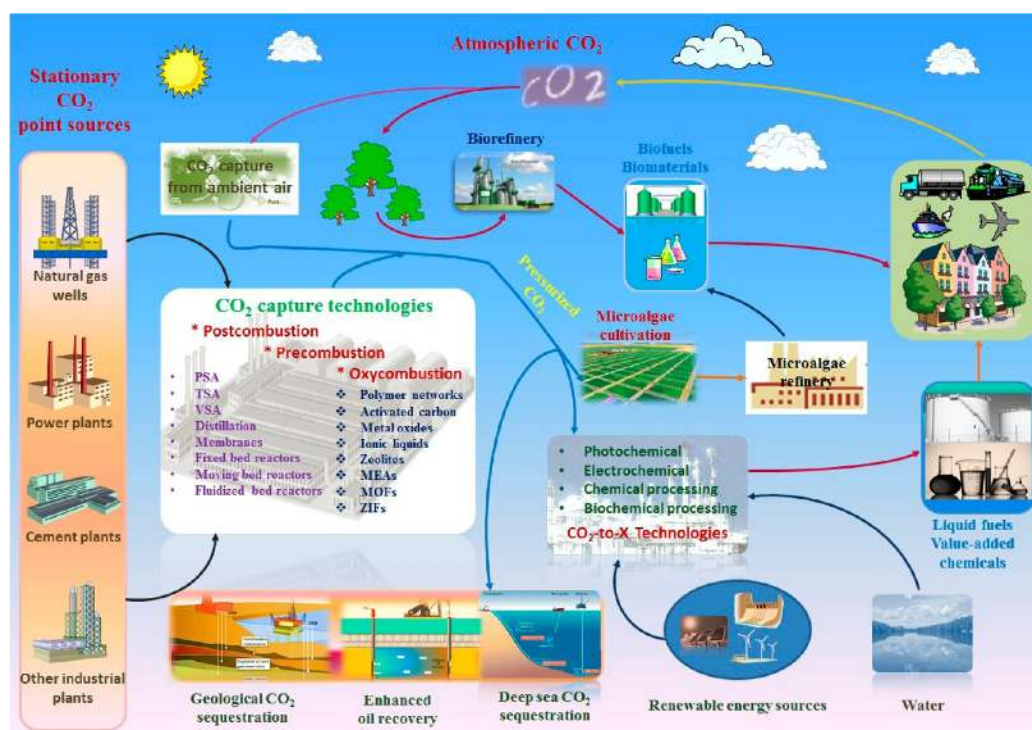 Atmospheric CO₂
CO2
Stationary
CO₂
point sources
CO₂ capture
from ambient air
Biorefinery
Biofuels
Biomaterials
Natural gas
wells
Power plants
Cement plants
Other industrial
plants
CO₂ capture technologies
* Postcombustion
* Precombustion
* Oxycombustion
• PSA
• TSA
• VSA
• Distillation
• Membranes
• Fixed bed reactors
• Moving bed reactors
• Fluidized bed reactors
❖ Polymer networks
❖ Activated carbon
❖ Metal oxides
❖ Ionic liquids
❖ Zeolites
❖ MEAs
❖ MOFs
❖ ZIFs
Pressurized
CO₂
Microalgae
cultivation
Microalgae
refinery
• Photochemical
• Electrochemical
• Chemical processing
• Biochemical processing
CO₂-to-X Technologies
Liquid fuels
Value-added
chemicals
Geological CO₂
sequestration
Enhanced
oil recovery
Deep sea CO₂
sequestration
Renewable energy sources
Water